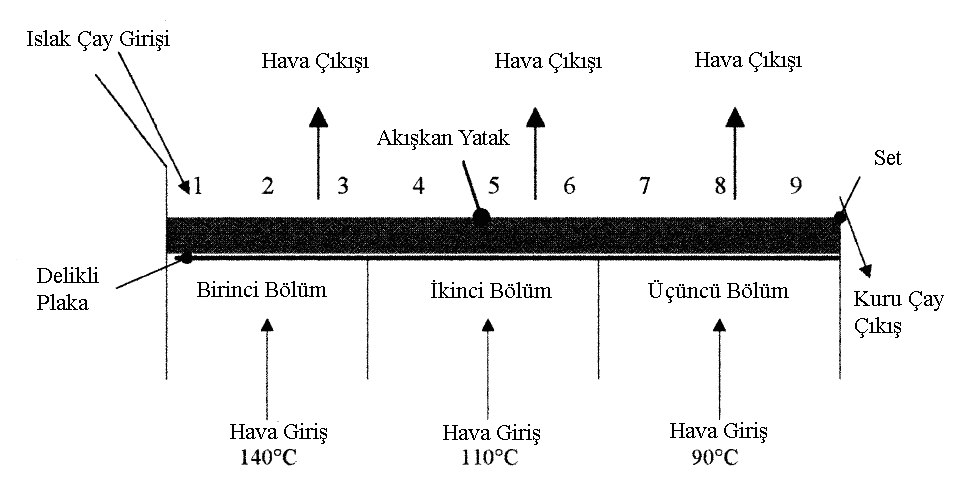 Islak Çay Girişi
Hava Çıkışı
Hava Çıkışı
Hava Çıkışı
Akışkan Yatak
Set
1 2 3 4 5 6 7 8 9
Delikli
Plaka
Birinci Bölüm
İkinci Bölüm
Üçüncü Bölüm
Kuru Çay
Çıkış
Hava Giriş
140°C
Hava Giriş
110°C
Hava Giriş
90°C